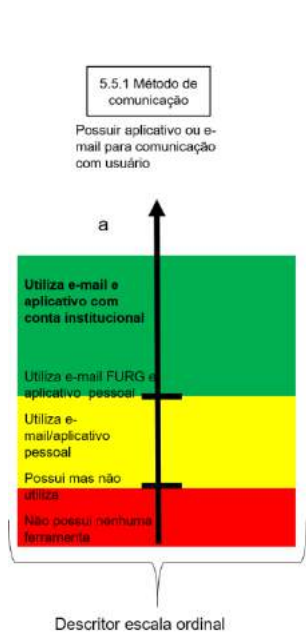 5.5.1 Método de
comunicação
Possuir aplicativo ou e-
mail para comunicação
com usuário
a
Utiliza e-mail e
aplicativo com
conta institucional
Utiliza e-mail FURG e
aplicativo pessoal
Utiliza e-
mail/aplicativo
pessoal
Possui mas não
utiliza
Não possui nenhuma
ferramenta
Descritor escala ordinal